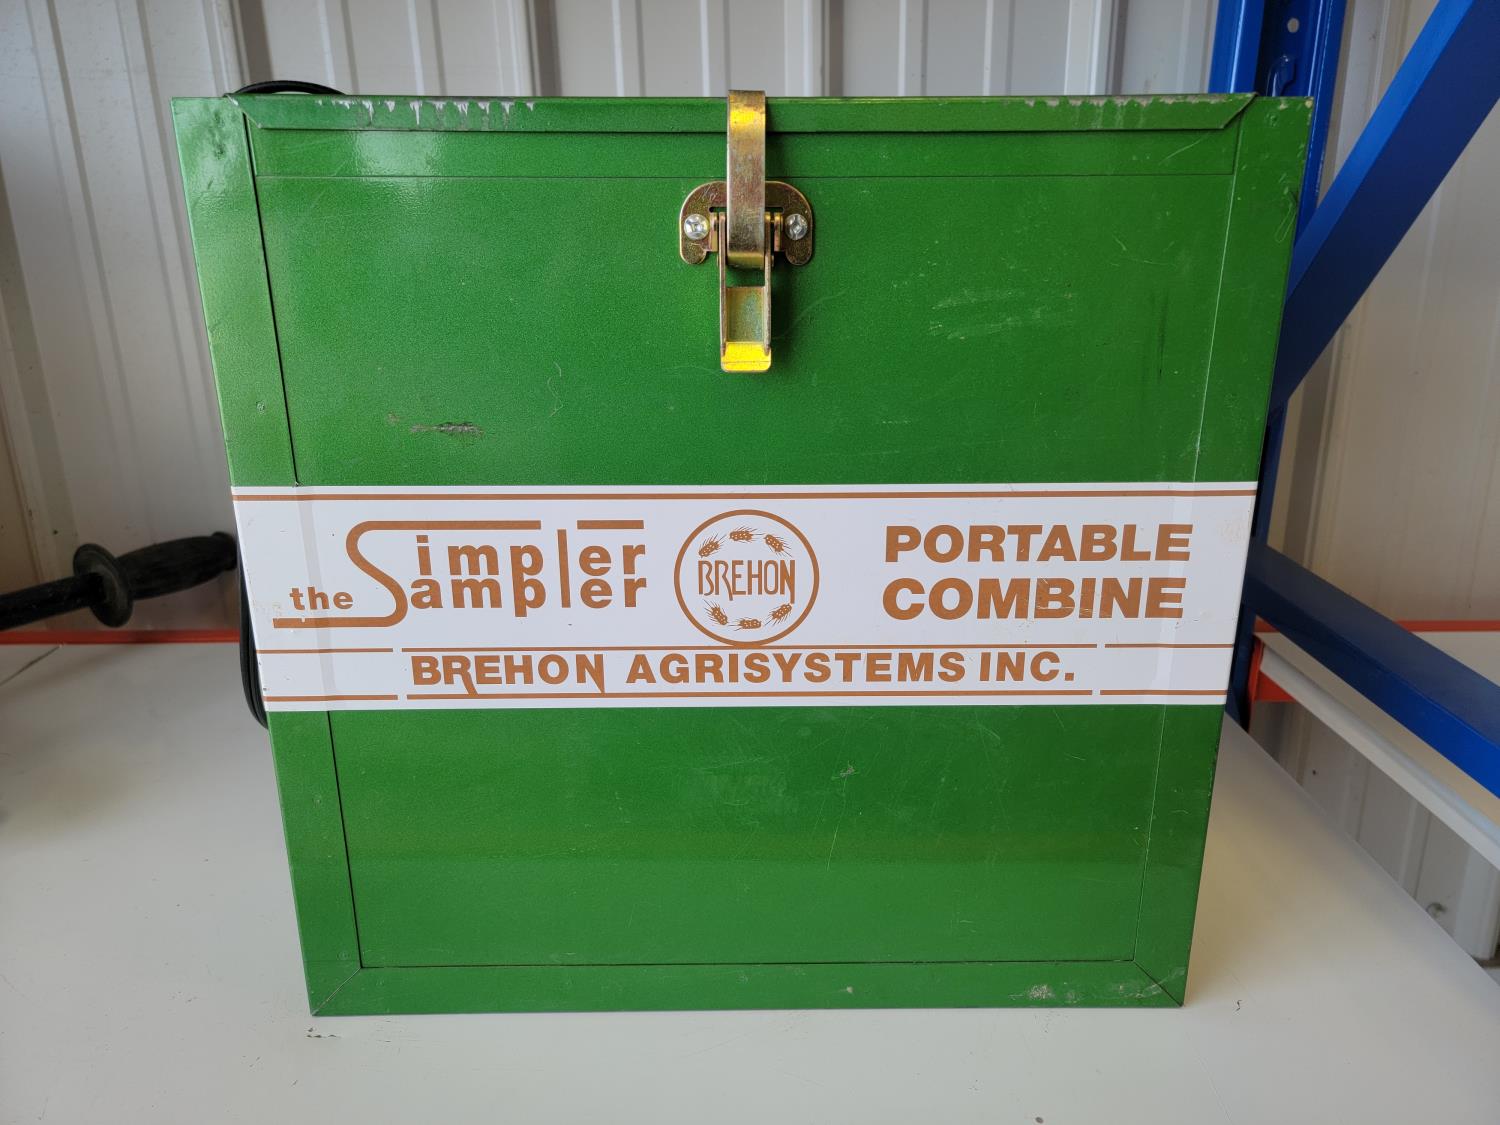 the Simpler Sampler
BREHON
PORTABLE
COMBINE
BREHON AGRISYSTEMS INC.